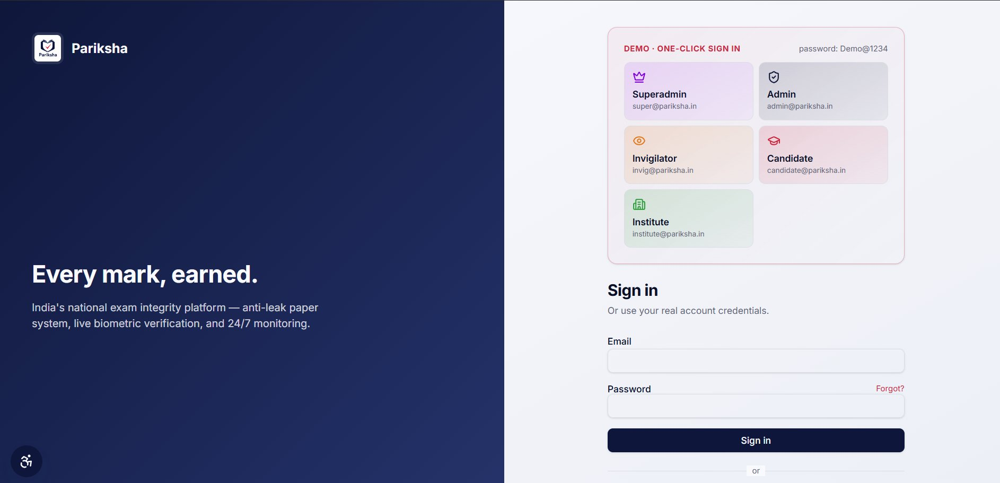 Pariksha
Pariksha
Every mark, earned.
India's national exam integrity platform — anti-leak paper
system, live biometric verification, and 24/7 monitoring.
DEMO · ONE-CLICK SIGN IN
password: Demo@1234
Superadmin
super@pariksha.in
Admin
admin@pariksha.in
Invigilator
invig@pariksha.in
Candidate
candidate@pariksha.in
Institute
institute@pariksha.in
Sign in
Or use your real account credentials.
Email
Password
Forgot?
Sign in
or